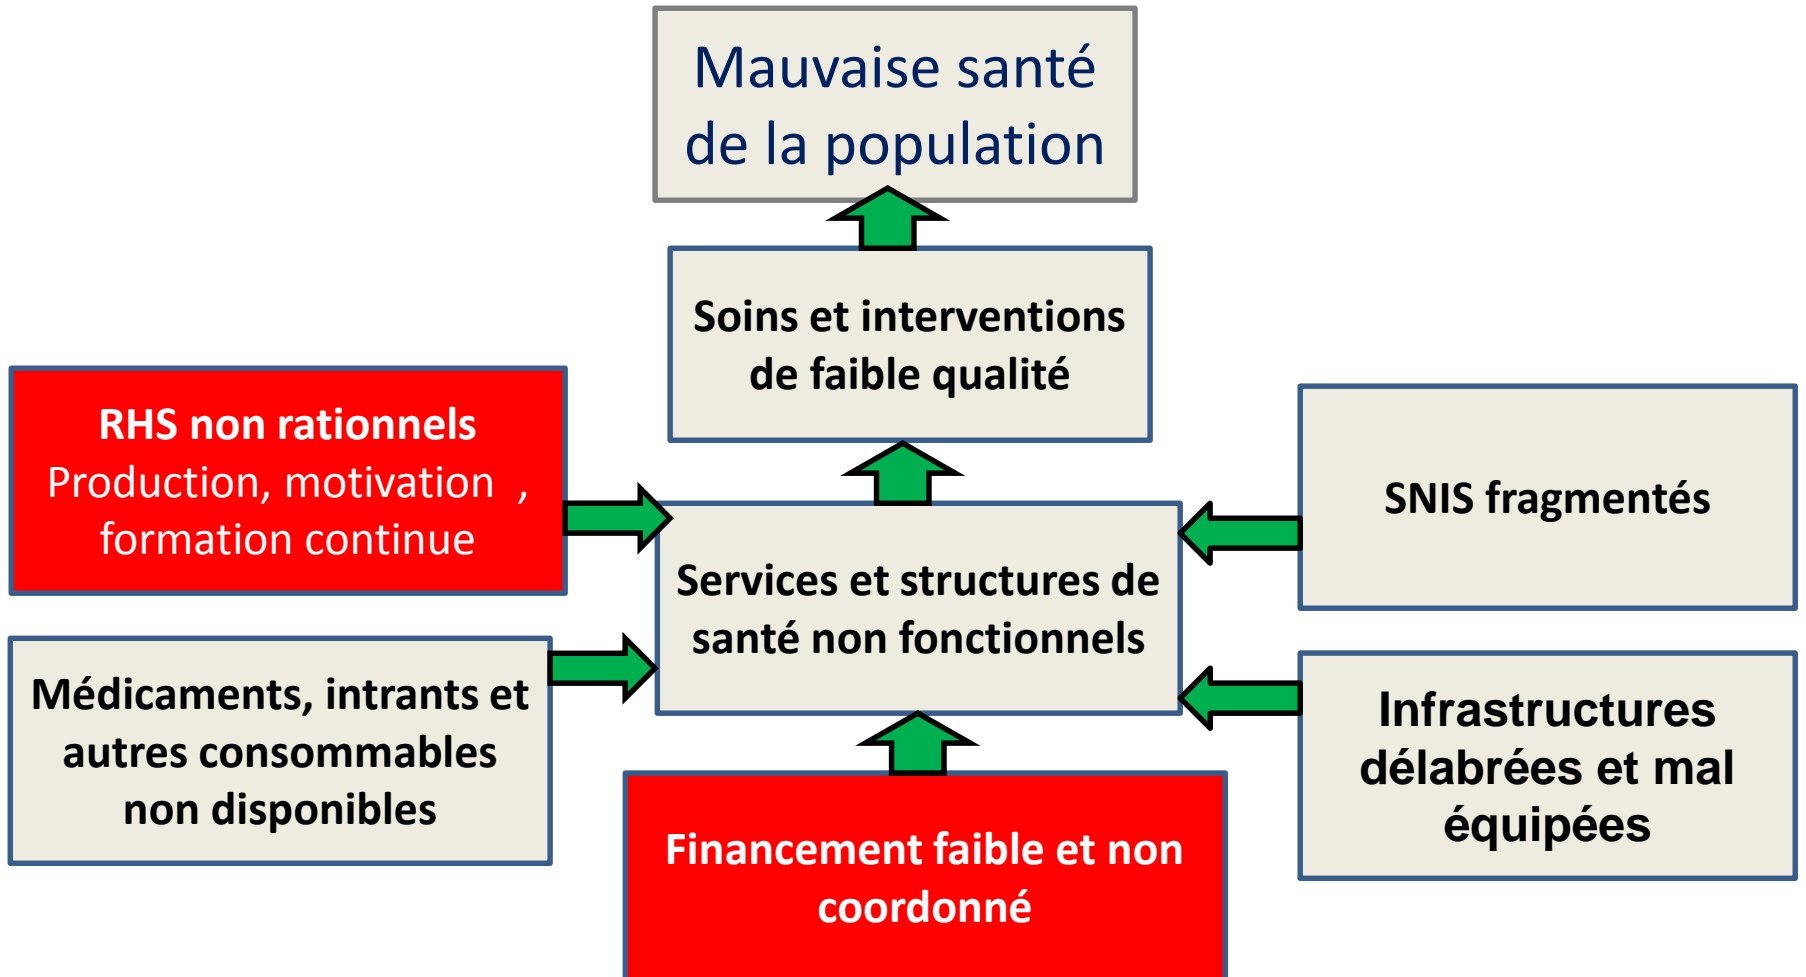 Mauvaise santé
de la population
Soins et interventions
de faible qualité
RHS non rationnels
Production, motivation ,
formation continue
SNIS fragmentés
Services et structures de
santé non fonctionnels
Médicaments, intrants et
autres consommables
non disponibles
Infrastructures
délabrées et mal
équipées
Financement faible et non
coordonné